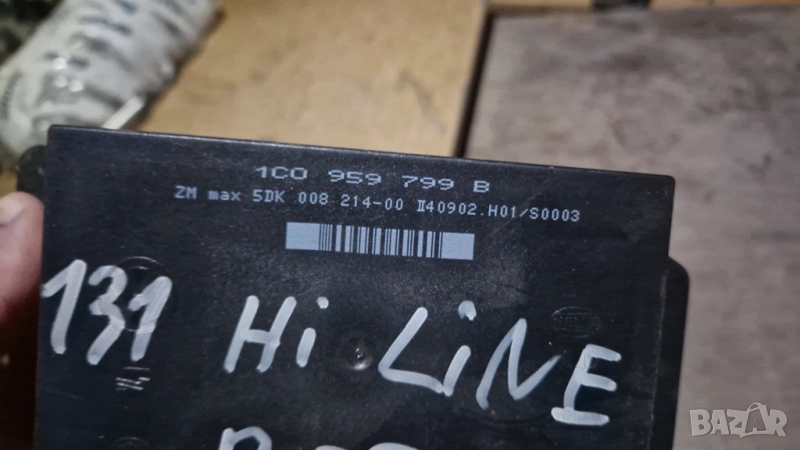 1C0 959 799 B
ZM max 5DK 008 214-00 II40902.H01/S0003
131 Hi LiNE
BAZAR